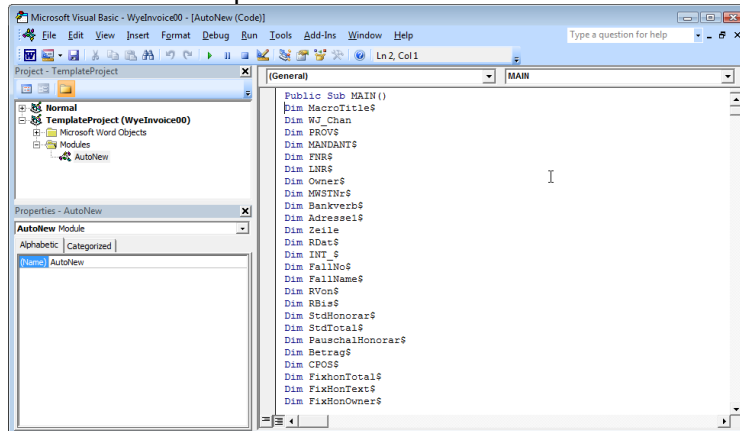 Microsoft Visual Basic - WyeInvoice00 - [AutoNew (Code)]
File Edit View Insert Format Debug Run Tools Add-Ins Window Help Type a question for help
Ln 2, Col 1
Project - TemplateProject
(General) MAIN
Normal
TemplateProject (WyeInvoice00)
Microsoft Word Objects
Modules
AutoNew
Properties - AutoNew
AutoNew Module
Alphabetic Categorized
(Name) AutoNew
Public Sub MAIN()
Dim MacroTitle$
Dim WJ_Chan
Dim PROV$
Dim MANDANT$
Dim FNR$
Dim LNR$
Dim Owner$
Dim MWSTNr$
Dim Bankverb$
Dim Adresse1$
Dim Zeile
Dim RDat$
Dim INT_$
Dim FallNo$
Dim FallName$
Dim RVon$
Dim RBis$
Dim StdHonorar$
Dim StdTotal$
Dim PauschalHonorar$
Dim Betrag$
Dim CPOS$
Dim FixhonTotal$
Dim FixHonText$
Dim FixHonOwner$